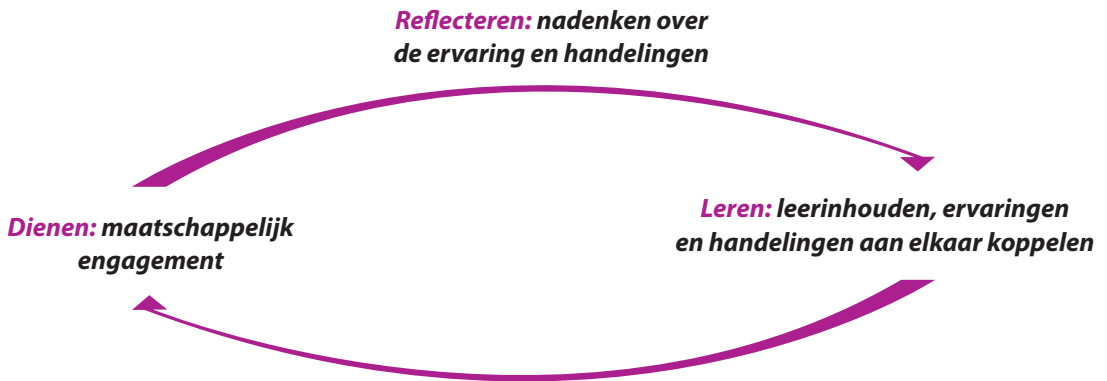 Reflecteren: nadenken over
de ervaring en handelingen
Dienen: maatschappelijk
engagement
Leren: leerinhouden, ervaringen
en handelingen aan elkaar koppelen